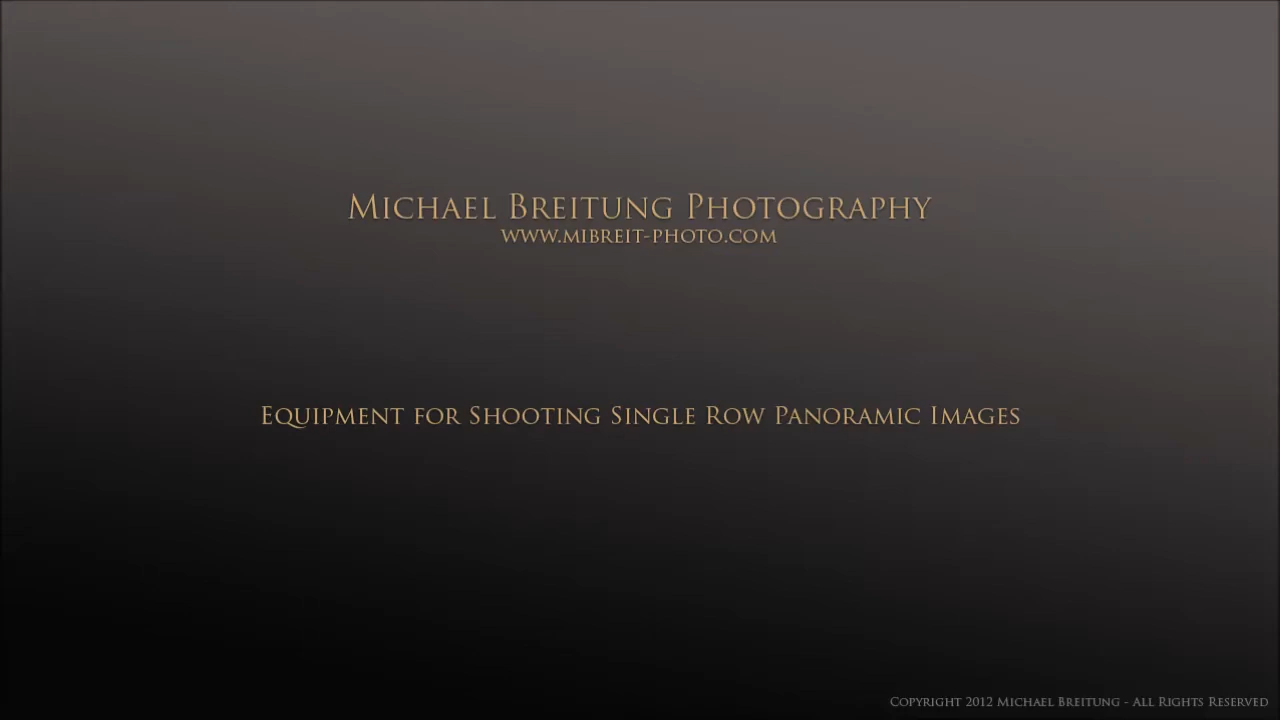 Michael Breitung Photography
www.mibreit-photo.com
Equipment for Shooting Single Row Panoramic Images
Copyright 2012 Michael Breitung - All Rights Reserved